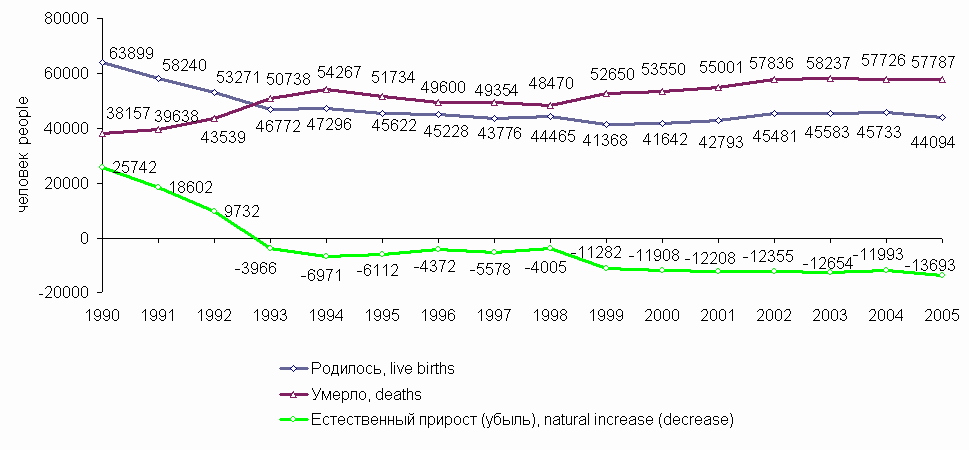 80000
60000
40000
20000
0
-20000
человек people
63899 58240 53271 50738 54267 51734 49600 49354 48470 52650 53550 55001 57836 58237 57726 57787
38157 39638 43539 46772 47296 45622 45228 43776 44465 41368 41642 42793 45481 45583 45733 44094
25742 18602 9732 -3966 -6971 -6112 -4372 -5578 -4005 -11282 -11908 -12208 -12355 -12654 -11993 -13693
1990 1991 1992 1993 1994 1995 1996 1997 1998 1999 2000 2001 2002 2003 2004 2005
Родилось, live births
Умерло, deaths
Естественный прирост (убыль), natural increase (decrease)